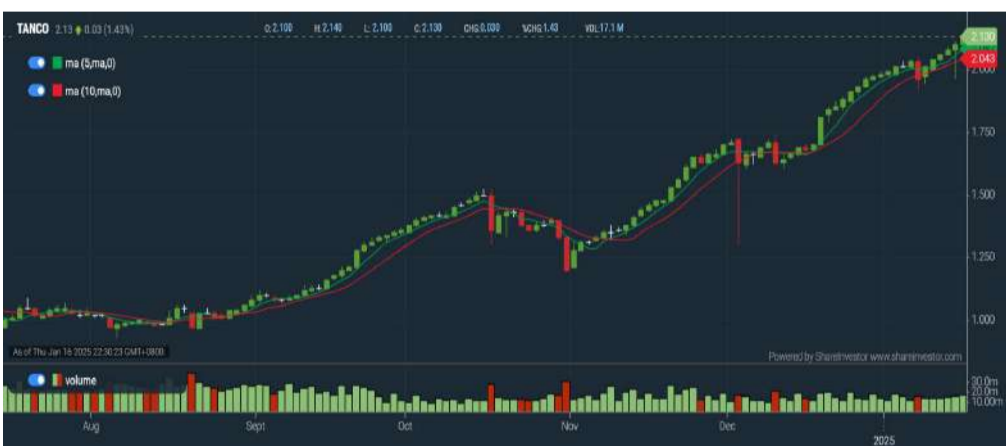 TANCO 2.13 0.03 (1.43%) O: 2.100 H: 2.140 L: 2.100 C: 2.130 CHG:0.030 %CHG:1.43 VOL:17.1 M
ma (5,ma,0)
ma (10,ma,0)
2.130
2.043
2.000
1.750
1.500
1.250
1.000
As of Thu Jan 16 2025 22:30:23 GMT+0800
Powered by ShareInvestor www.shareinvestor.com
volume
30.0m
20.0m
10.00m
Aug Sept Oct Nov Dec
2025